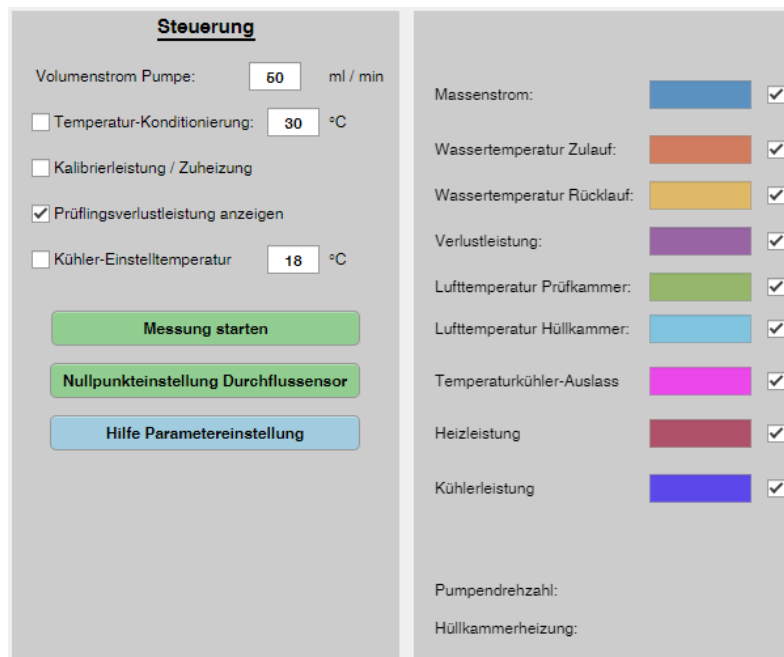 Steuerung
Volumenstrom Pumpe: 50 ml / min
Temperatur-Konditionierung: 30 °C
Kalibrierleistung / Zuheizung
Prüflingsverlustleistung anzeigen
Kühler-Einstelltemperatur 18 °C
Messung starten
Nullpunkteinstellung Durchflussensor
Hilfe Parametereinstellung
Massenstrom:
Wassertemperatur Zulauf:
Wassertemperatur Rücklauf:
Verlustleistung:
Lufttemperatur Prüfkammer:
Lufttemperatur Hüllkammer:
Temperaturkühler-Auslass
Heizleistung
Kühlerleistung
Pumpendrehzahl:
Hüllkammerheizung: